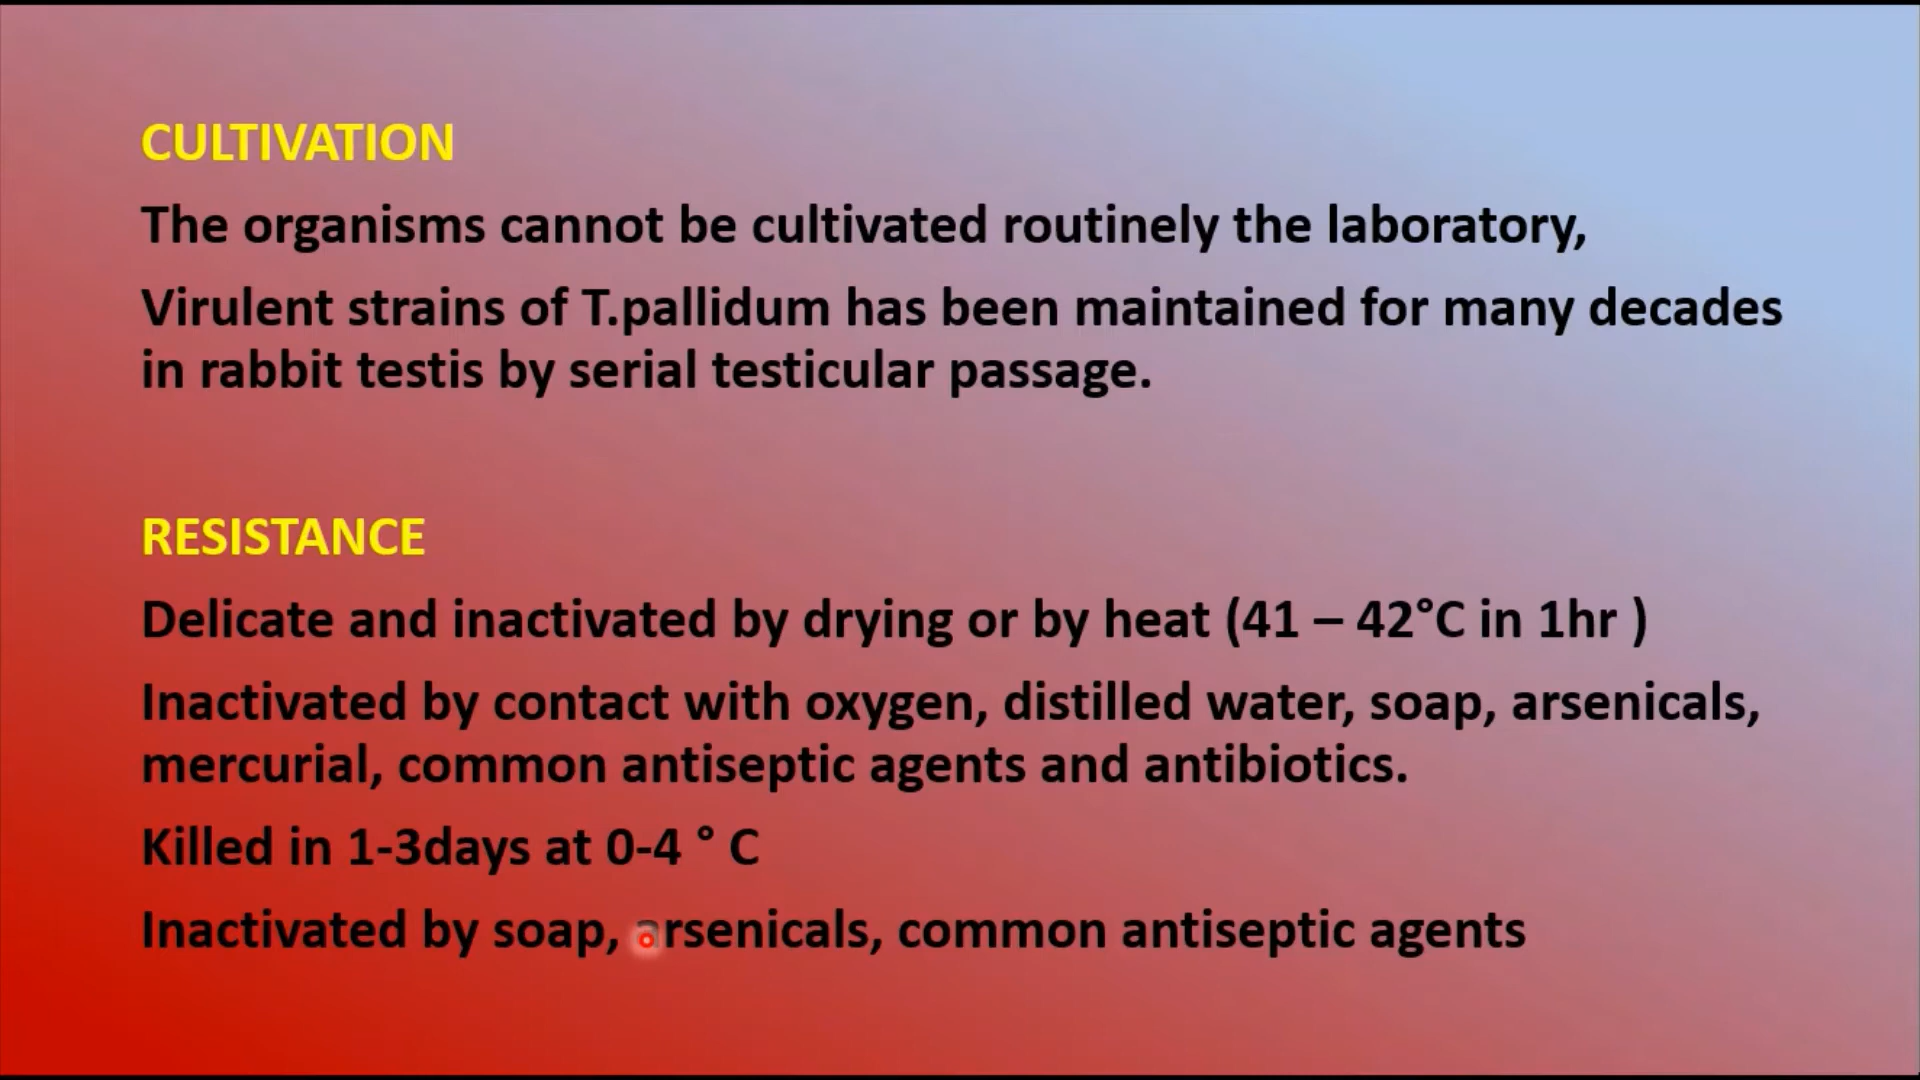 CULTIVATION
The organisms cannot be cultivated routinely the laboratory,
Virulent strains of T.pallidum has been maintained for many decades
in rabbit testis by serial testicular passage.
RESISTANCE
Delicate and inactivated by drying or by heat (41 – 42°C in 1hr )
Inactivated by contact with oxygen, distilled water, soap, arsenicals,
mercurial, common antiseptic agents and antibiotics.
Killed in 1-3days at 0-4 ° C
Inactivated by soap, arsenicals, common antiseptic agents